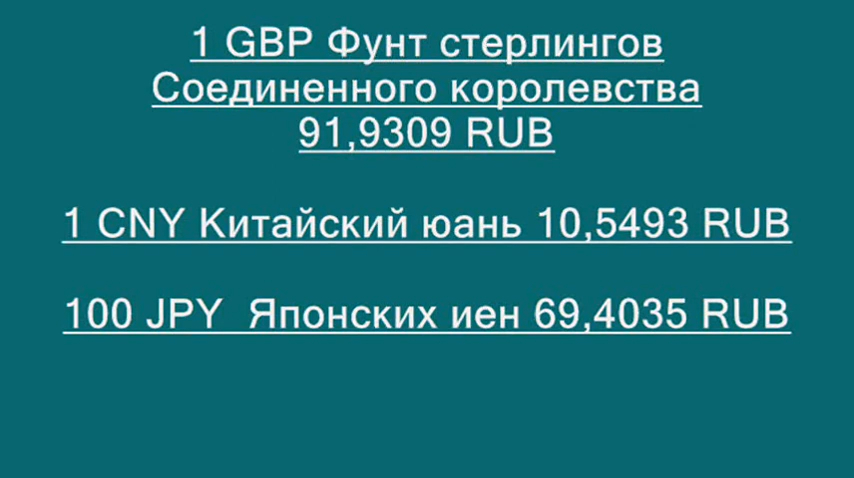 1 GBP Фунт стерлингов
Соединенного королевства
91,9309 RUB
1 CNY Китайский юань 10,5493 RUB
100 JPY Японских иен 69,4035 RUB